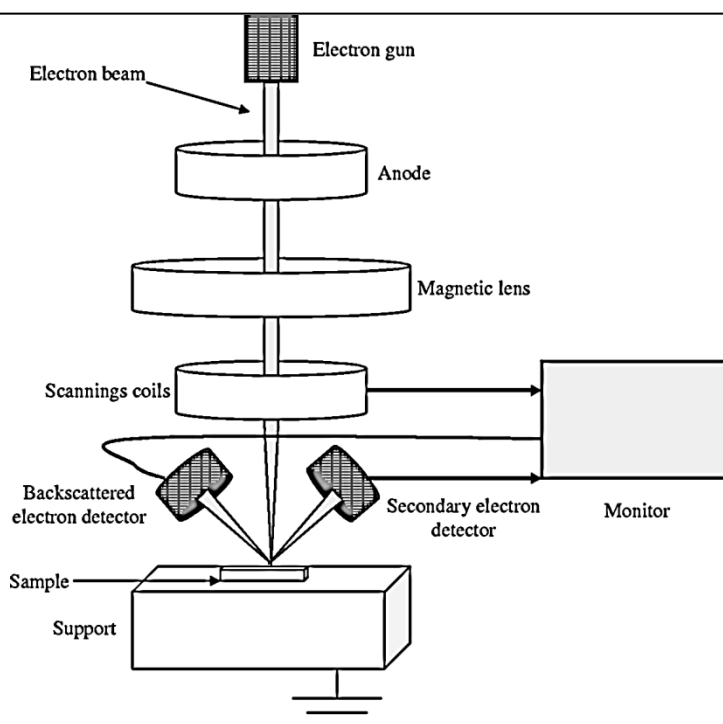 Electron gun
Electron beam
Anode
Magnetic lens
Scannings coils
Backscattered
electron detector
Secondary electron
detector
Monitor
Sample
Support